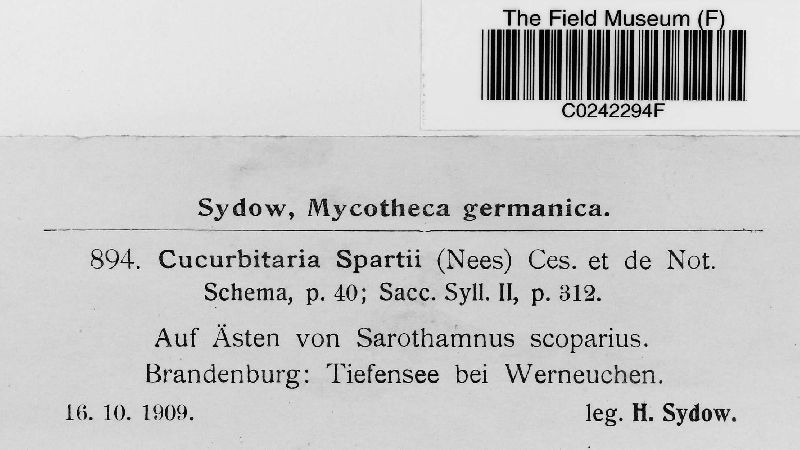 The Field Museum (F)
C0242294F
Sydow, Mycotheca germanica.
894. Cucurbitaria Spartii (Nees) Ces. et de Not.
Schema, p. 40; Sacc. Syll. II, p. 312.
Auf Ästen von Sarothamnus scoparius.
Brandenburg: Tiefensee bei Werneuchen.
16. 10. 1909. leg. H. Sydow.